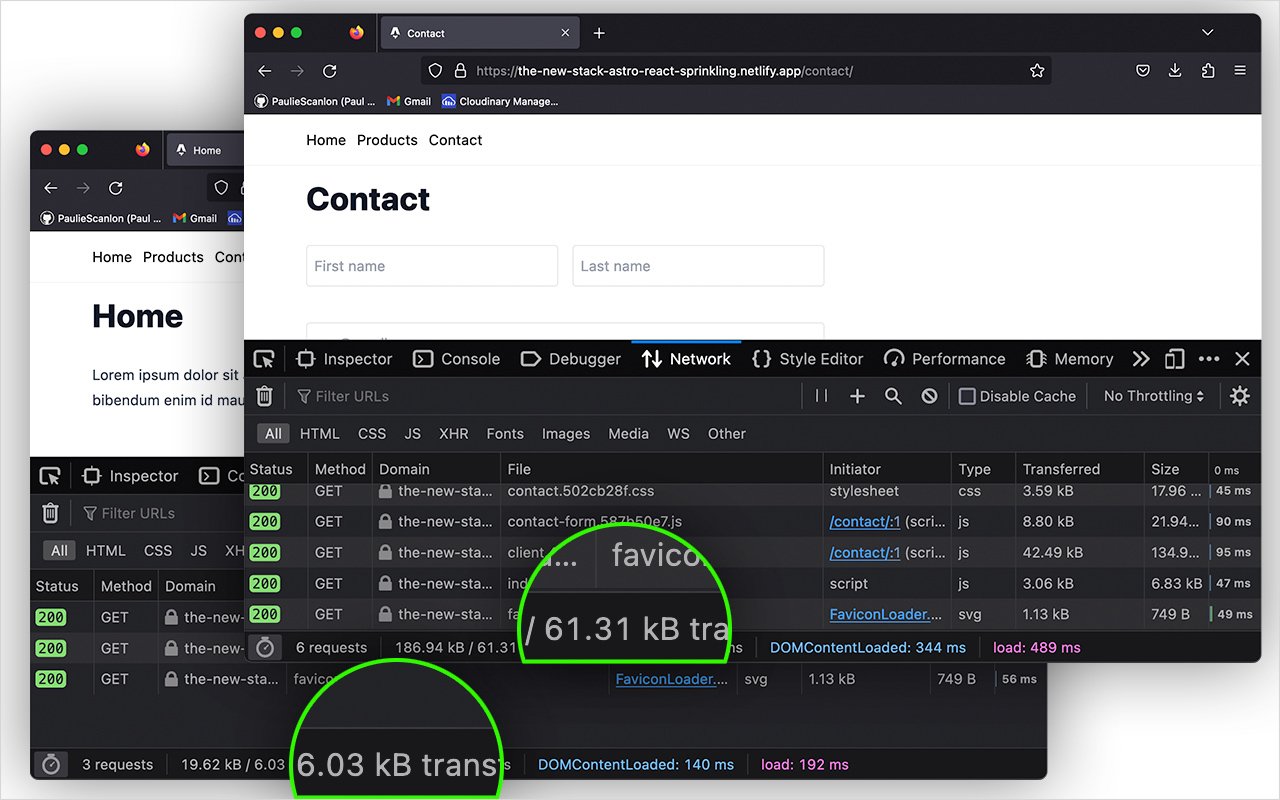 Contact
https://the-new-stack-astro-react-sprinkling.netlify.app/contact/
PaulieScanlon (Paul ... Gmail Cloudinary Manage...
Home Products Contact
Contact
First name Last name
Inspector Console Debugger Network Style Editor Performance Memory
Filter URLs Disable Cache No Throttling
All HTML CSS JS XHR Fonts Images Media WS Other
Status Method Domain File Initiator Type Transferred Size 0 ms
200 GET the-new-sta... contact.502cb28f.css stylesheet css 3.59 kB 17.96 ... 45 ms
200 GET the-new-sta... contact-form.587b50e7.js /contact/:1 (scri... js 8.80 kB 21.94... 90 ms
200 GET the-new-sta... client. /contact/:1 (scri... js 42.49 kB 134.9... 95 ms
200 GET the-new-sta... ind script js 3.06 kB 6.83 kB 47 ms
200 GET the-new-sta... fa FaviconLoader.... svg 1.13 kB 749 B 49 ms
6 requests 186.94 kB / 61.31 ms DOMContentLoaded: 344 ms load: 489 ms
... favico
/ 61.31 kB tra
Home
PaulieScanlon (Paul ... Gmail
Home Products Cont
Home
Lorem ipsum dolor sit
bibendum enim id mau
Inspector Co
Filter URLs
All HTML CSS JS XH
Status Method Domain
200 GET the-new-
200 GET the-new-
200 GET the-new-sta... favico FaviconLoader.... svg 1.13 kB 749 B 56 ms
3 requests 19.62 kB / 6.03 s DOMContentLoaded: 140 ms load: 192 ms
6.03 kB trans